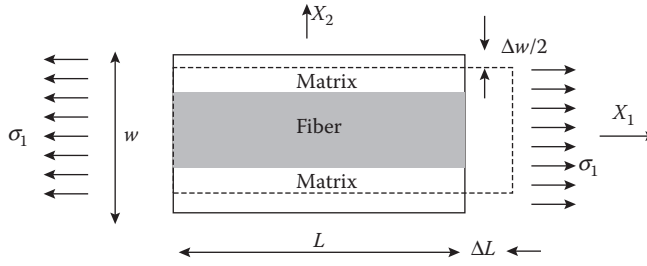 X₂
Δw/2
Matrix
Fiber
Matrix
σ₁
w
X₁
σ₁
L
ΔL